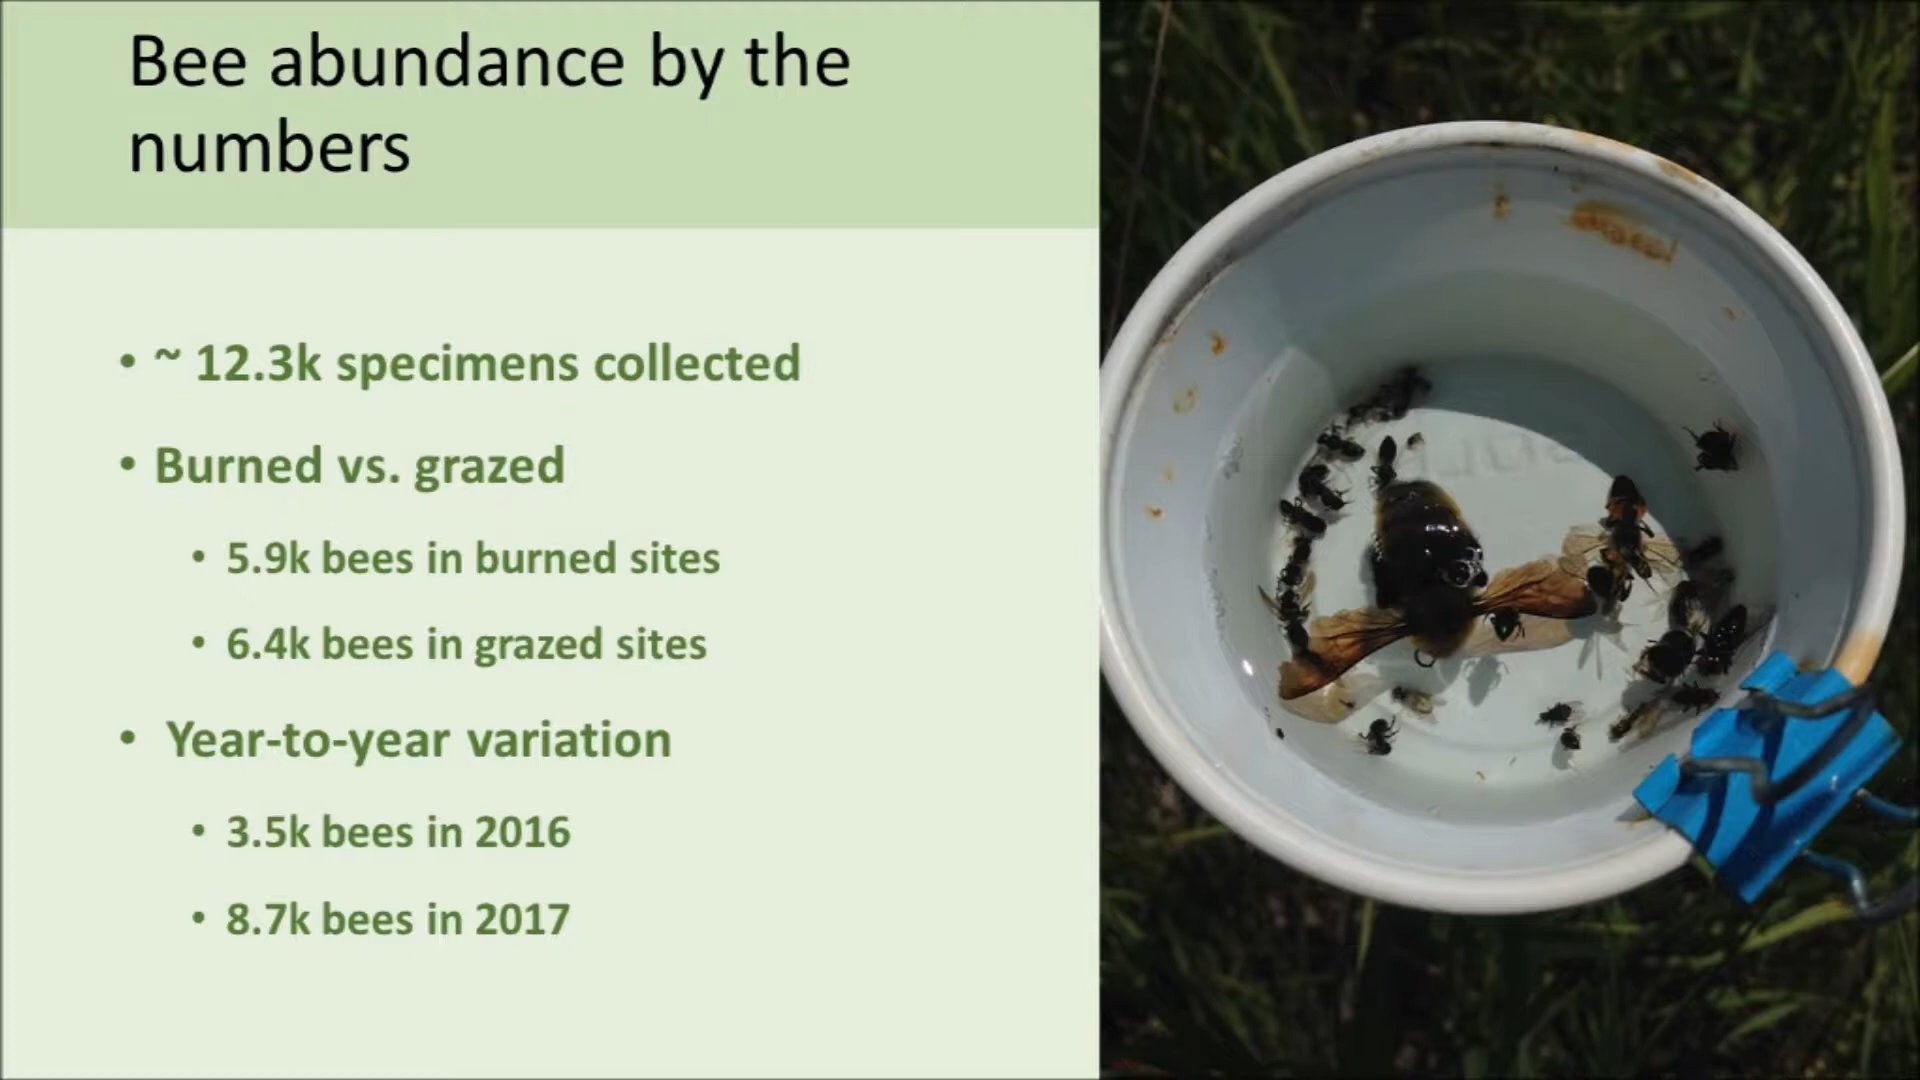 Bee abundance by the
numbers
• ~ 12.3k specimens collected
• Burned vs. grazed
• 5.9k bees in burned sites
• 6.4k bees in grazed sites
• Year-to-year variation
• 3.5k bees in 2016
• 8.7k bees in 2017